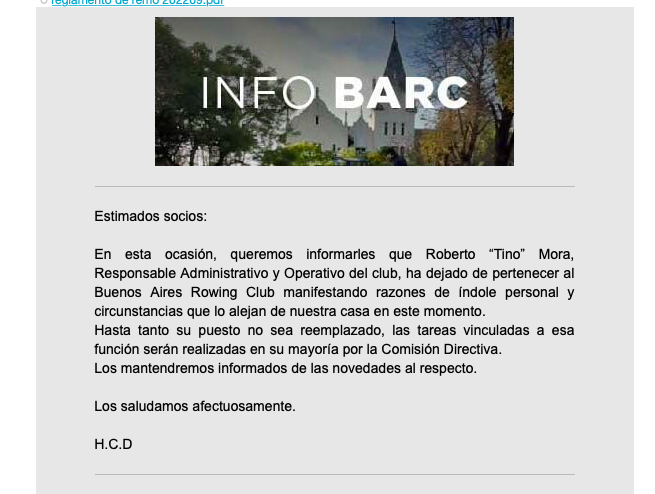 reglamento de remo 202209.pdf
INFO BARC
Estimados socios:
En esta ocasión, queremos informarles que Roberto “Tino” Mora,
Responsable Administrativo y Operativo del club, ha dejado de pertenecer al
Buenos Aires Rowing Club manifestando razones de índole personal y
circunstancias que lo alejan de nuestra casa en este momento.
Hasta tanto su puesto no sea reemplazado, las tareas vinculadas a esa
función serán realizadas en su mayoría por la Comisión Directiva.
Los mantendremos informados de las novedades al respecto.
Los saludamos afectuosamente.
H.C.D